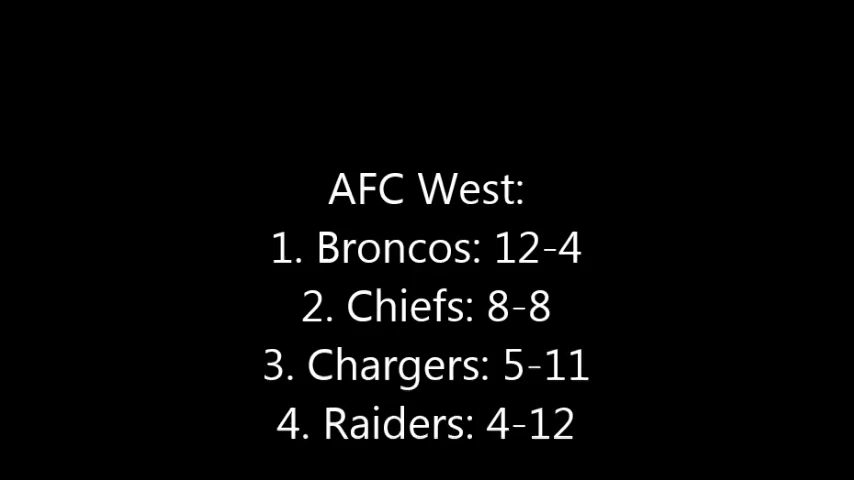 AFC West:
1. Broncos: 12-4
2. Chiefs: 8-8
3. Chargers: 5-11
4. Raiders: 4-12